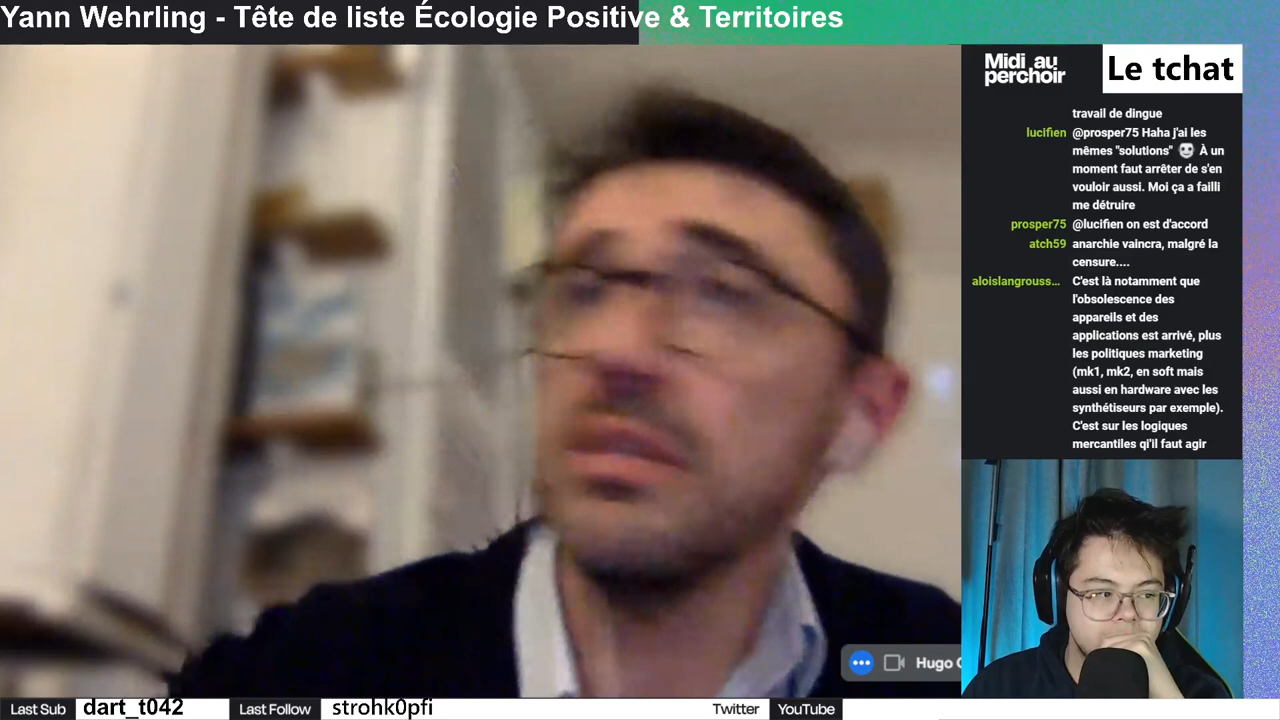 Yann Wehrling - Tête de liste Écologie Positive & Territoires
Midi au
perchoir
Le tchat
travail de dingue
lucifien @prosper75 Haha j'ai les
mêmes "solutions" À un
moment faut arrêter de s'en
vouloir aussi. Moi ça a failli
me détruire
prosper75 @lucifien on est d'accord
atch59 anarchie vaincra, malgré la
censure....
aloislangrouss... C'est là notamment que
l'obsolescence des
appareils et des
applications est arrivé, plus
les politiques marketing
(mk1, mk2, en soft mais
aussi en hardware avec les
synthétiseurs par exemple).
C'est sur les logiques
mercantiles qi'il faut agir
Hugo
Last Sub dart_t042 Last Follow strohk0pfi Twitter YouTube